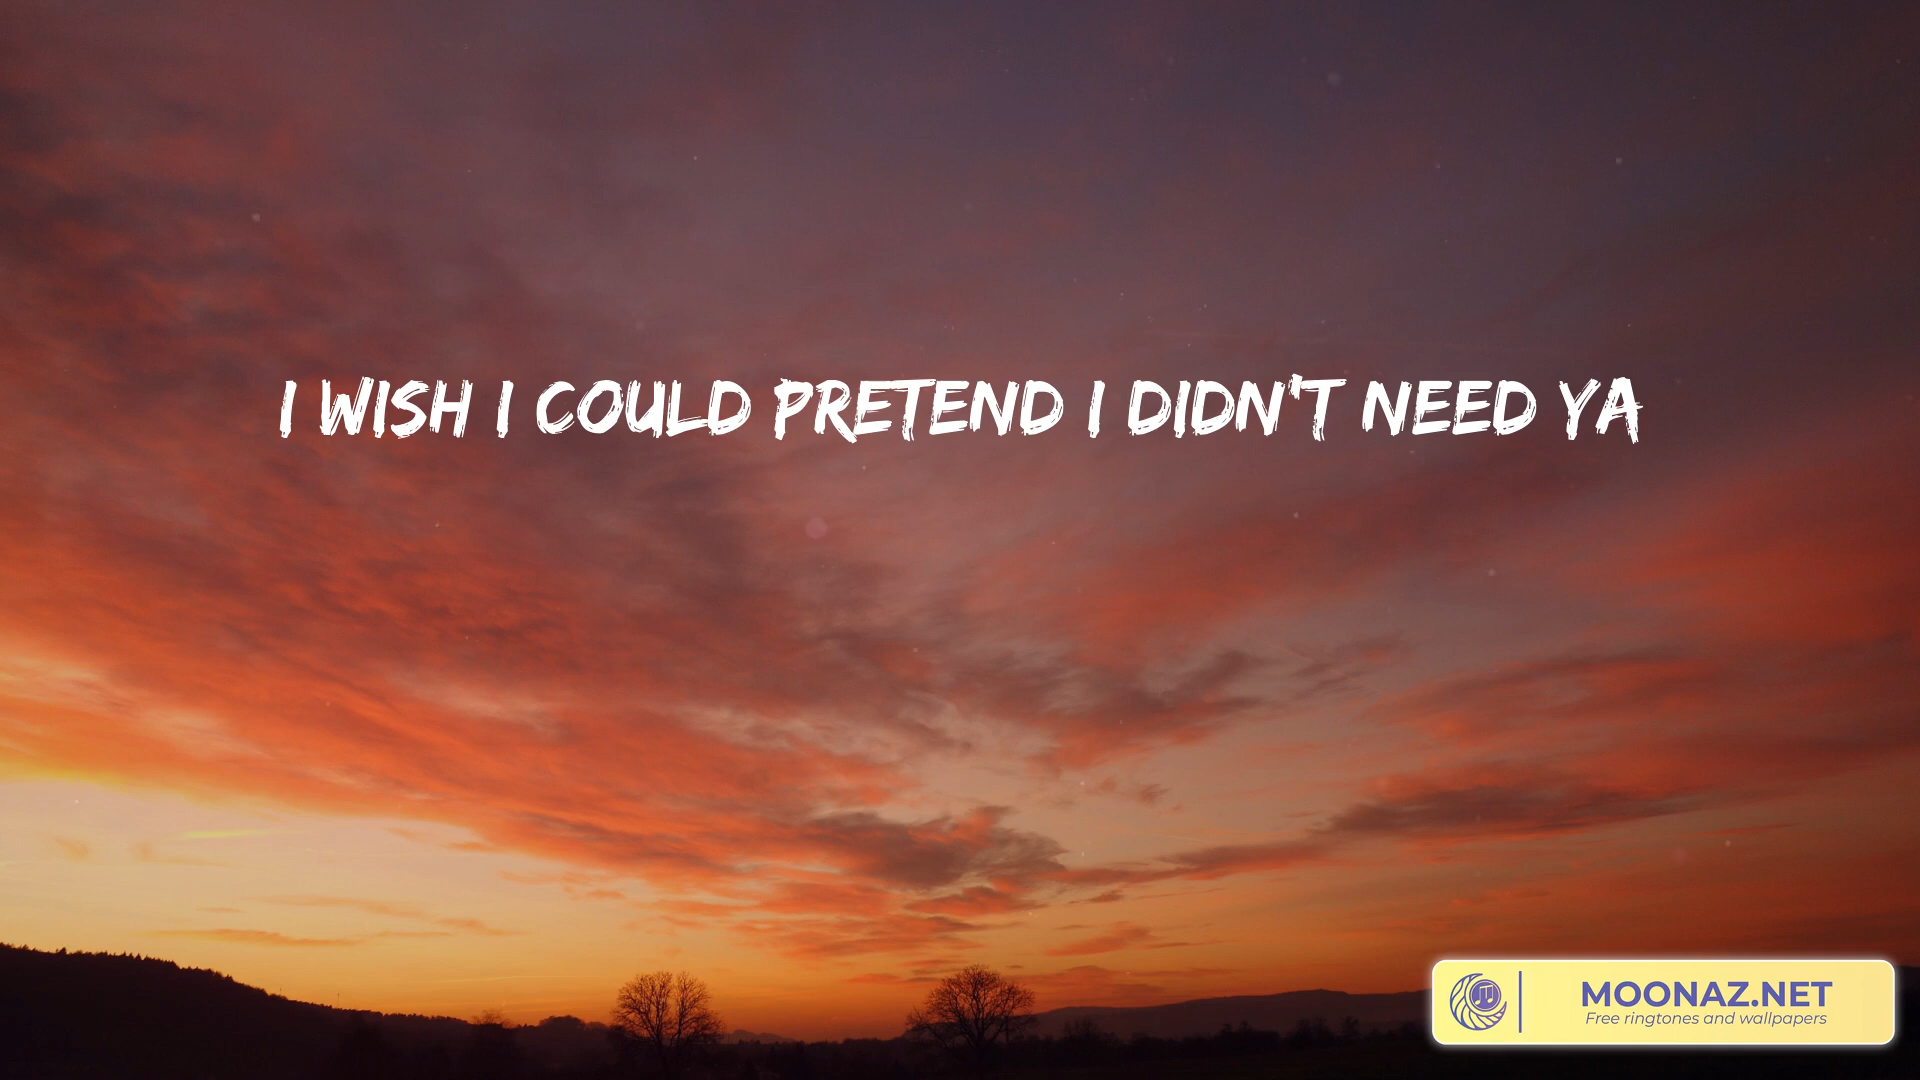 I WISH I COULD PRETEND I DIDN'T NEED YA
MOONAZ.NET
Free ringtones and wallpapers